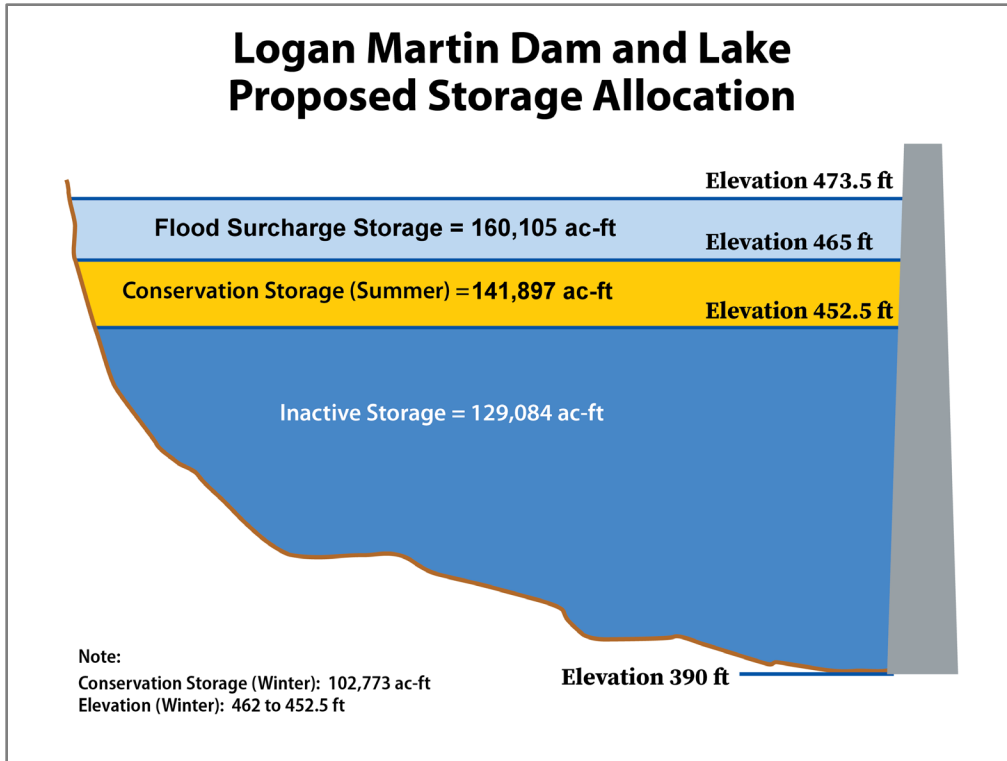 Logan Martin Dam and Lake
Proposed Storage Allocation
Elevation 473.5 ft
Flood Surcharge Storage = 160,105 ac-ft
Elevation 465 ft
Conservation Storage (Summer) = 141,897 ac-ft
Elevation 452.5 ft
Inactive Storage = 129,084 ac-ft
Note:
Conservation Storage (Winter): 102,773 ac-ft
Elevation (Winter): 462 to 452.5 ft
Elevation 390 ft